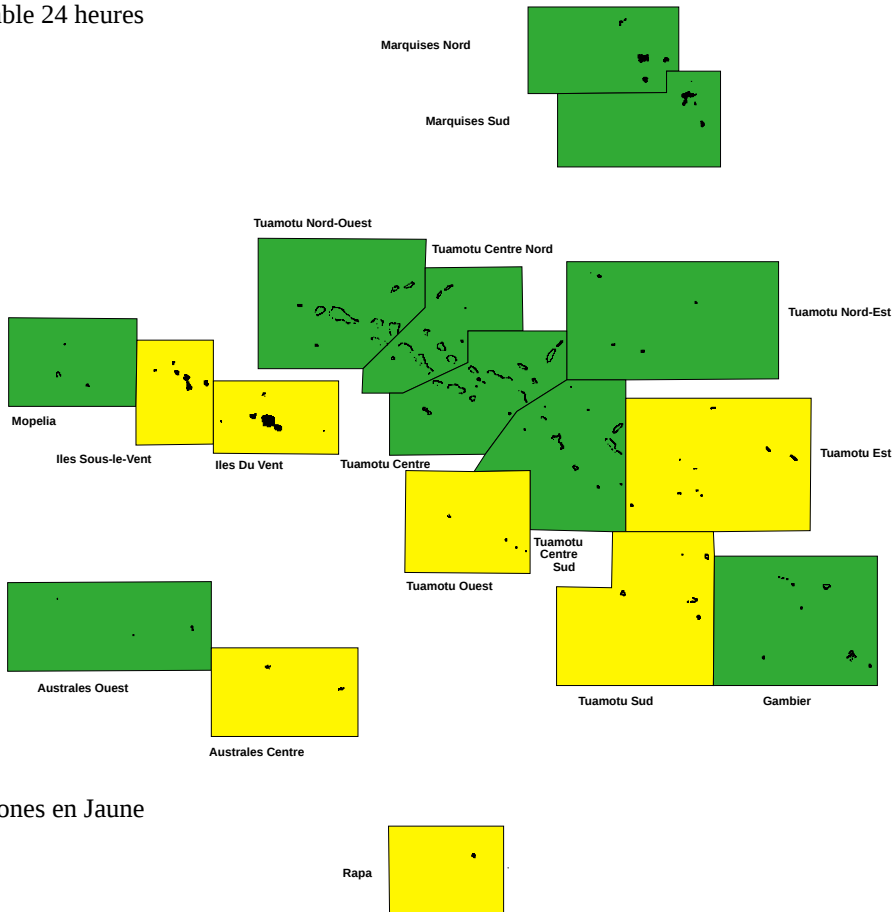 able 24 heures
Marquises Nord
Marquises Sud
Tuamotu Nord-Ouest
Tuamotu Centre Nord
Tuamotu Nord-Est
Mopelia
Iles Sous-le-Vent
Iles Du Vent
Tuamotu Centre
Tuamotu Est
Tuamotu
Centre
Sud
Tuamotu Ouest
Australes Ouest
Tuamotu Sud
Gambier
Australes Centre
ones en Jaune
Rapa